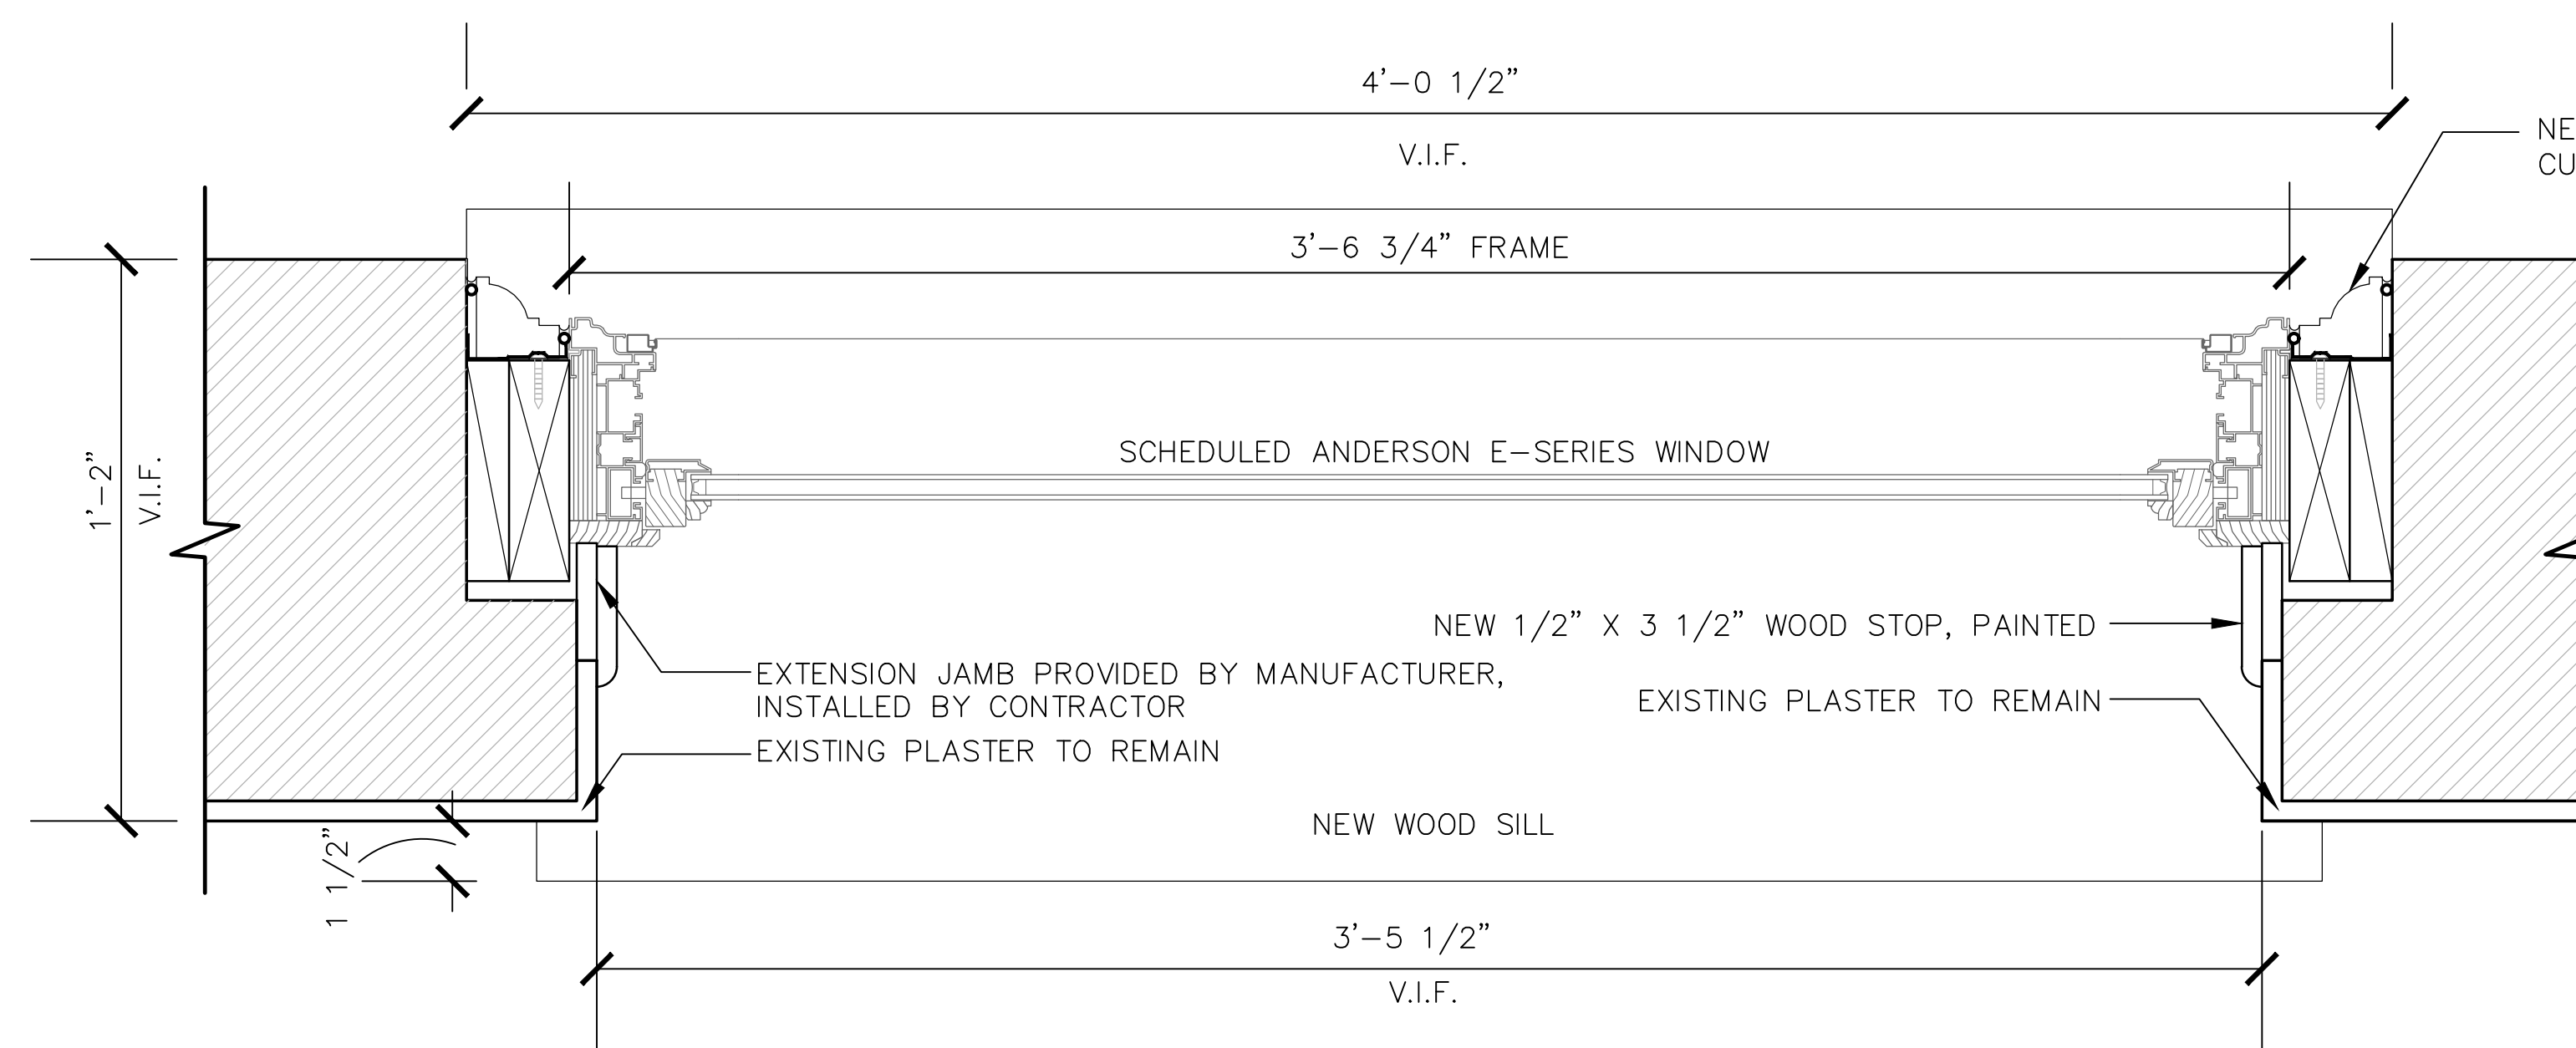 4'-0 1/2"
V.I.F.
NE
CU
3'-6 3/4" FRAME
SCHEDULED ANDERSON E-SERIES WINDOW
1'-2"
V.I.F.
NEW 1/2" X 3 1/2" WOOD STOP, PAINTED
EXTENSION JAMB PROVIDED BY MANUFACTURER,
INSTALLED BY CONTRACTOR
EXISTING PLASTER TO REMAIN
EXISTING PLASTER TO REMAIN
NEW WOOD SILL
1 1/2"
3'-5 1/2"
V.I.F.